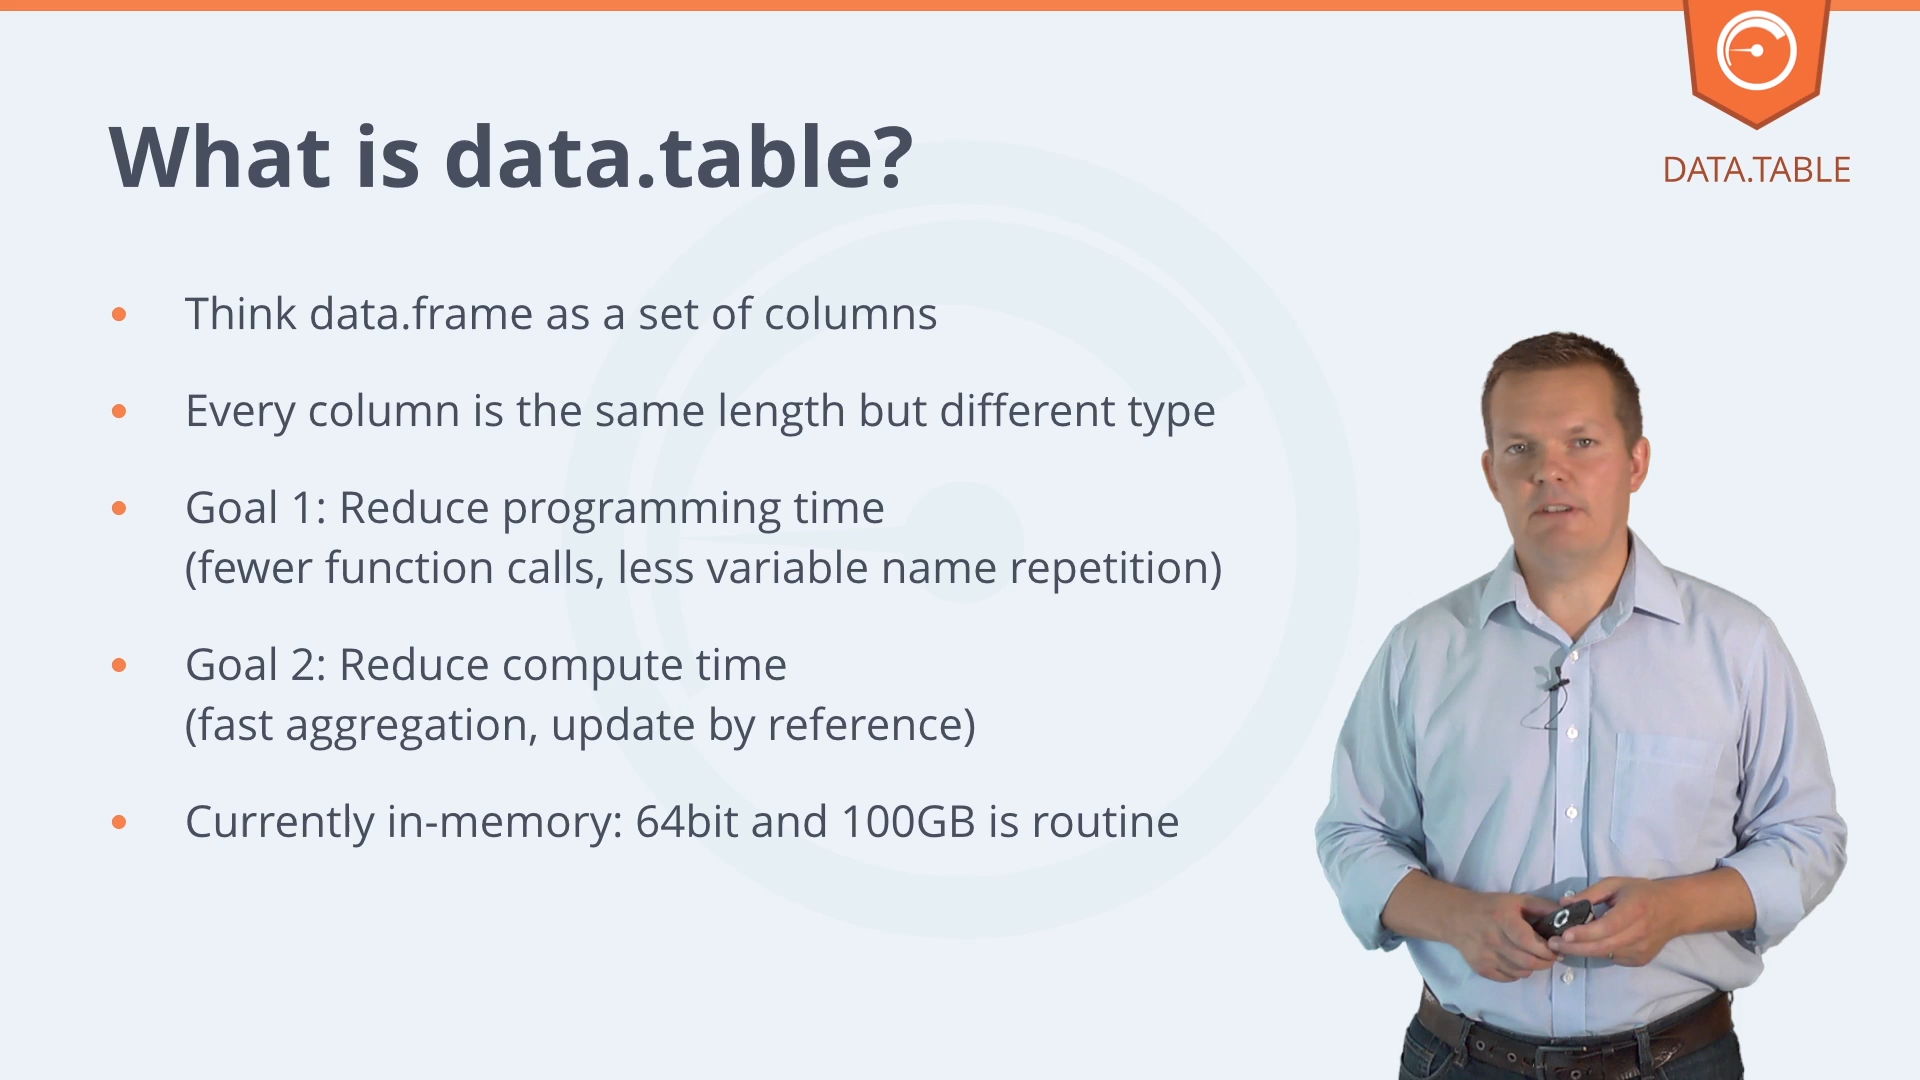 What is data.table?
DATA.TABLE
• Think data.frame as a set of columns
• Every column is the same length but different type
• Goal 1: Reduce programming time
(fewer function calls, less variable name repetition)
• Goal 2: Reduce compute time
(fast aggregation, update by reference)
• Currently in-memory: 64bit and 100GB is routine